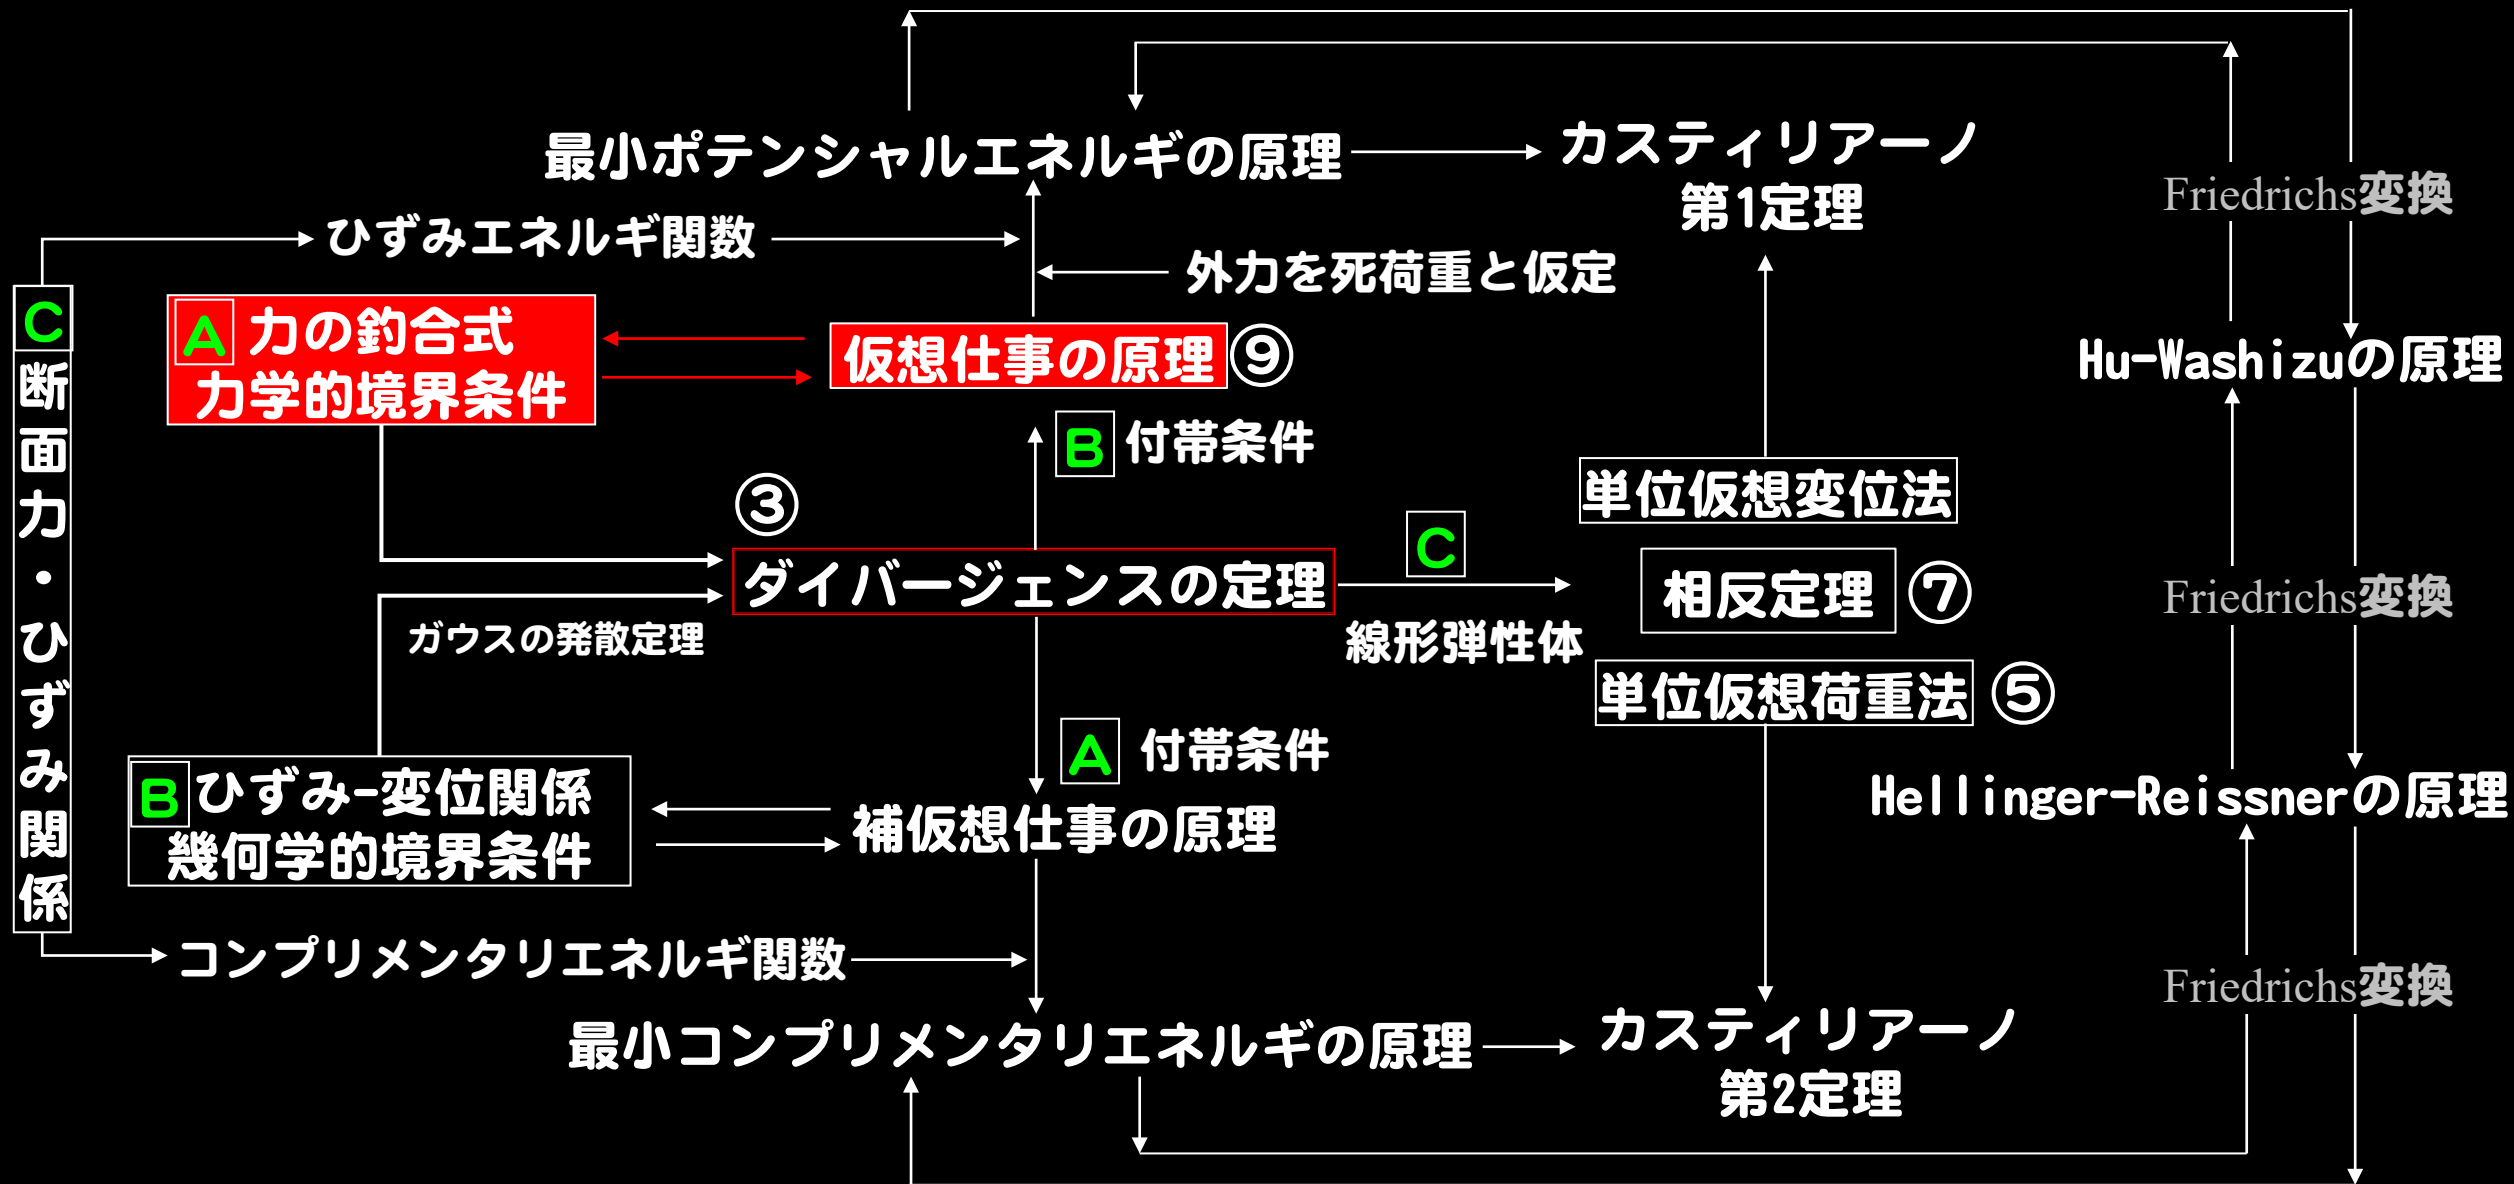 最小ポテンシャルエネルギの原理
カスティリアーノ
第1定理
Friedrichs変換
ひずみエネルギ関数
外力を死荷重と仮定
C
断面力・ひずみ関係
A 力の釣合式
力学的境界条件
仮想仕事の原理 ⑨
Hu-Washizuの原理
B 付帯条件
③
単位仮想変位法
C
ダイバージェンスの定理
相反定理 ⑦
Friedrichs変換
線形弾性体
ガウスの発散定理
単位仮想荷重法 ⑤
A 付帯条件
B ひずみ-変位関係
幾何学的境界条件
補仮想仕事の原理
Hellinger-Reissnerの原理
コンプリメンタリエネルギ関数
Friedrichs変換
最小コンプリメンタリエネルギの原理
カスティリアーノ
第2定理